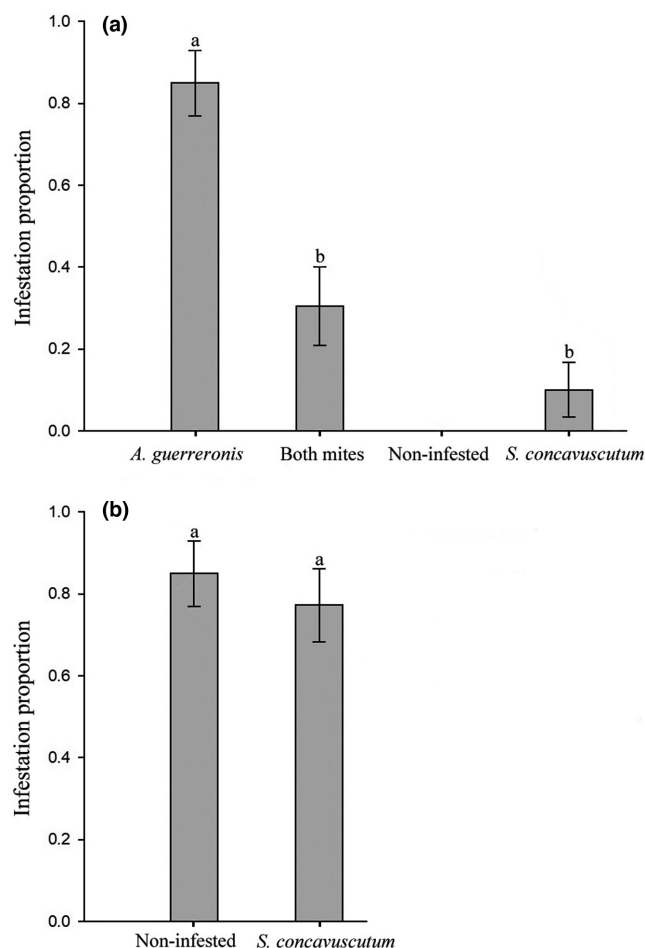 (a)
1.0
a
0.8
0.6
Infestation proportion
0.4
b
0.2
b
0.0
A. guerreronis Both mites Non-infested S. concavuscutum
(b)
1.0
a
a
0.8
0.6
Infestation proportion
0.4
0.2
0.0
Non-infested S. concavuscutum